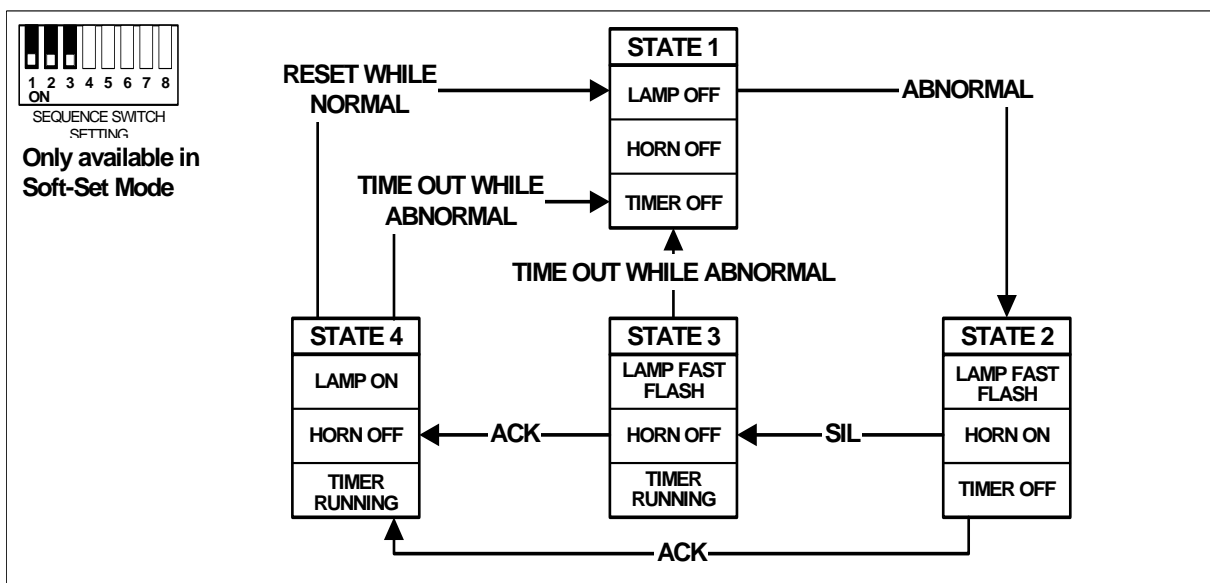 1 2 3 4 5 6 7 8
ON
SEQUENCE SWITCH
SETTING
Only available in
Soft-Set Mode
RESET WHILE
NORMAL
TIME OUT WHILE
ABNORMAL
STATE 1
LAMP OFF
HORN OFF
TIMER OFF
ABNORMAL
TIME OUT WHILE ABNORMAL
STATE 4
LAMP ON
HORN OFF
TIMER
RUNNING
ACK
STATE 3
LAMP FAST
FLASH
HORN OFF
TIMER
RUNNING
SIL
STATE 2
LAMP FAST
FLASH
HORN ON
TIMER OFF
ACK